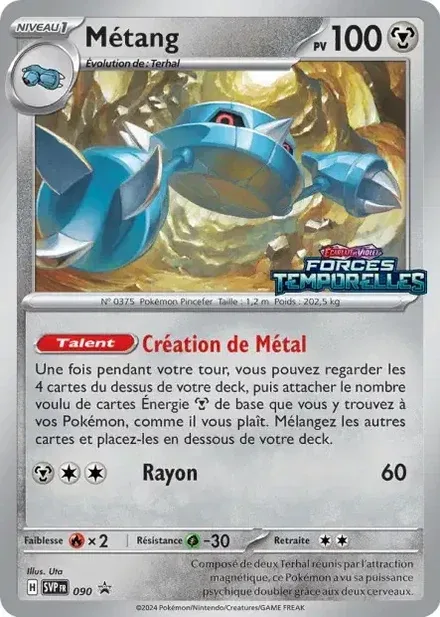 NIVEAU 1
Métang
PV 100
Évolution de : Terhal
ÉCARLATE ET VIOLET
FORCES
TEMPORELLES
N° 0375 Pokémon Pincefer Taille : 1,2 m Poids : 202,5 kg
Talent Création de Métal
Une fois pendant votre tour, vous pouvez regarder les
4 cartes du dessus de votre deck, puis attacher le nombre
voulu de cartes Énergie de base que vous y trouvez à
vos Pokémon, comme il vous plaît. Mélangez les autres
cartes et placez-les en dessous de votre deck.
Rayon 60
Faiblesse ×2 Résistance -30 Retraite
Illus. Uta
H SVP FR 090
Composé de deux Terhal réunis par l'attraction
magnétique, ce Pokémon a vu sa puissance
psychique doubler grâce à ses deux cerveaux.
©2024 Pokémon/Nintendo/Creatures/GAME FREAK